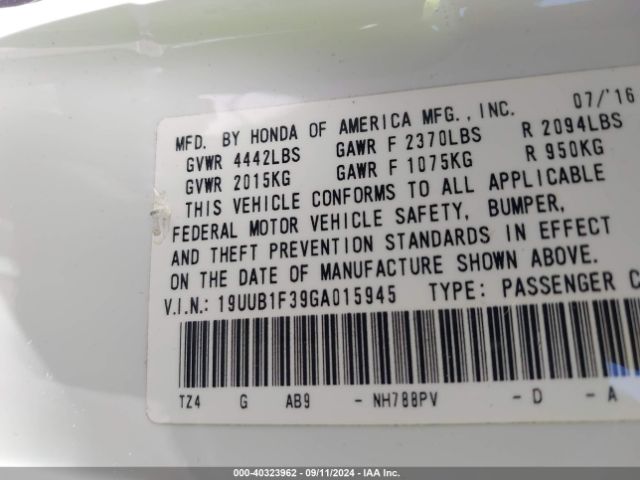 MFD. BY HONDA OF AMERICA MFG., INC. 07/'16
GVWR 4442LBS GAWR F 2370LBS R 2094LBS
GVWR 2015KG GAWR F 1075KG R 950KG
THIS VEHICLE CONFORMS TO ALL APPLICABLE
FEDERAL MOTOR VEHICLE SAFETY, BUMPER,
AND THEFT PREVENTION STANDARDS IN EFFECT
ON THE DATE OF MANUFACTURE SHOWN ABOVE.
V.I.N.: 19UUB1F39GA015945 TYPE: PASSENGER C
TZ4 G AB9 - NH788PV - D - A
000-40323962 - 09/11/2024 - IAA Inc.